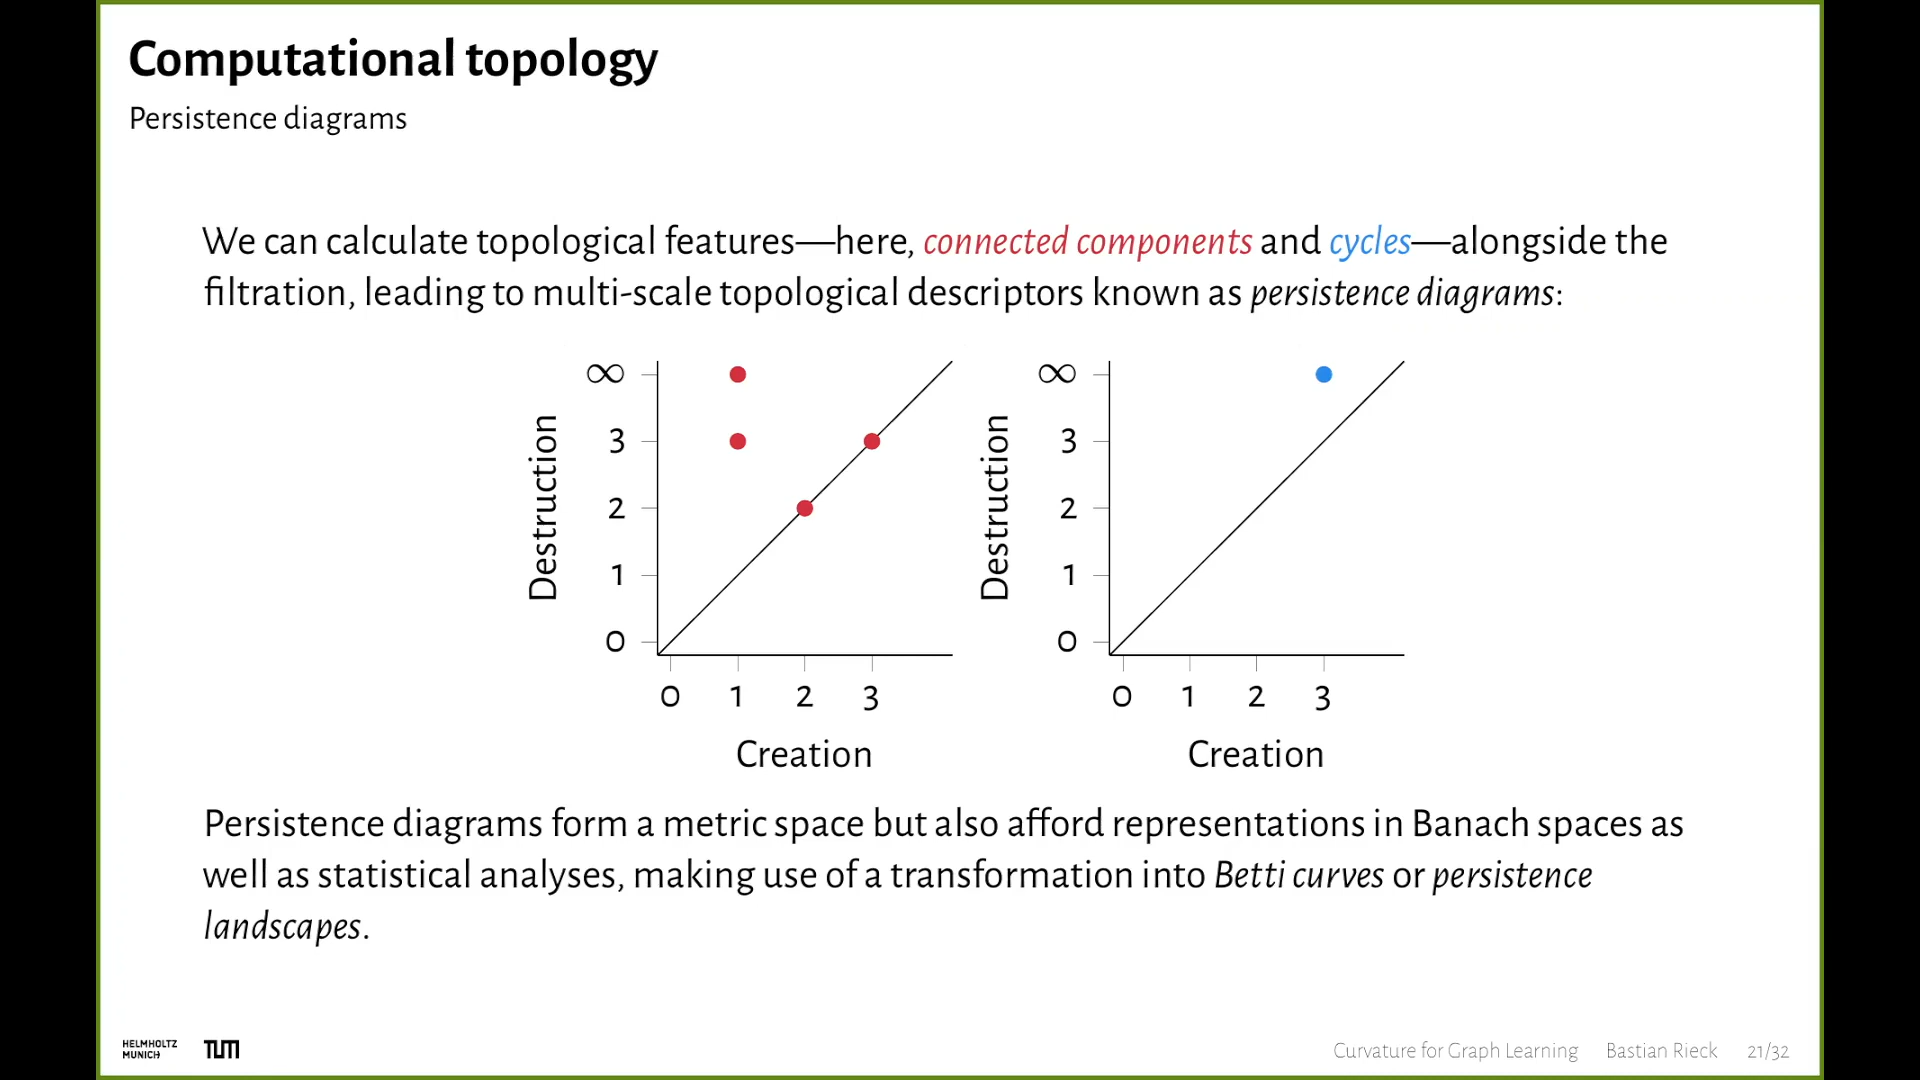 Computational topology
Persistence diagrams
We can calculate topological features—here, connected components and cycles—alongside the
filtration, leading to multi-scale topological descriptors known as persistence diagrams:
∞
3
2
1
0
Destruction
0 1 2 3
Creation
∞
3
2
1
0
Destruction
0 1 2 3
Creation
Persistence diagrams form a metric space but also afford representations in Banach spaces as
well as statistical analyses, making use of a transformation into Betti curves or persistence
landscapes.
HELMHOLTZ
MUNICH
TUM
Curvature for Graph Learning Bastian Rieck 21/32